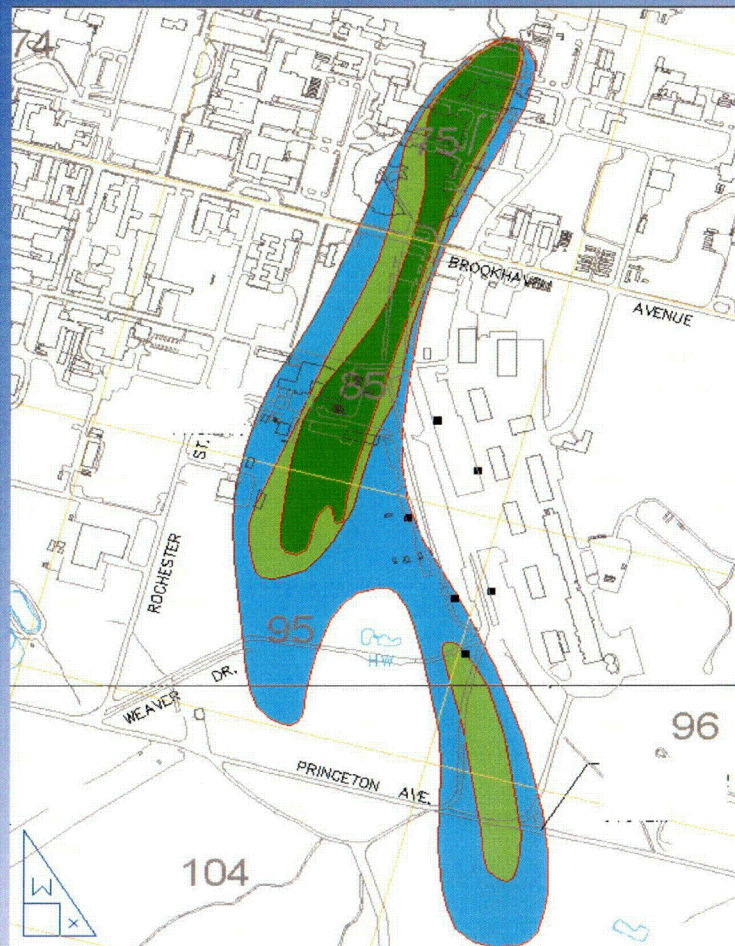 74
75
BROOKHAVEN
AVENUE
85
ST.
ROCHESTER
95
HW
WEAVER DR.
96
PRINCETON AVE.
104
W
X